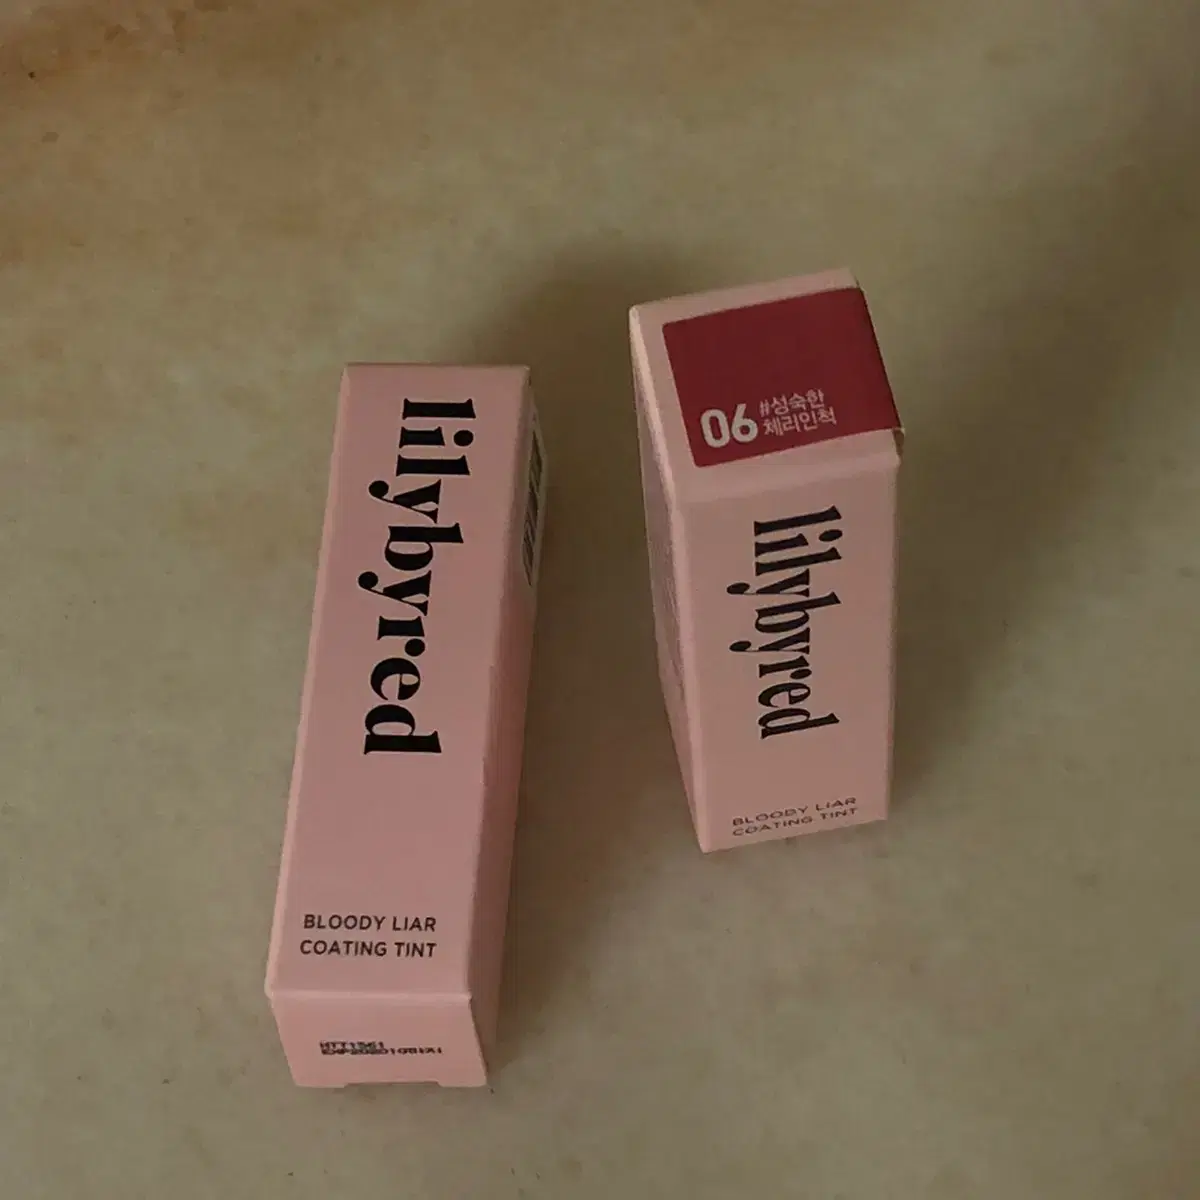 lilybyred
BLOODY LIAR
COATING TINT
06
#성숙한
체리인척
lilybyred
BLOODY LIAR
COATING TINT